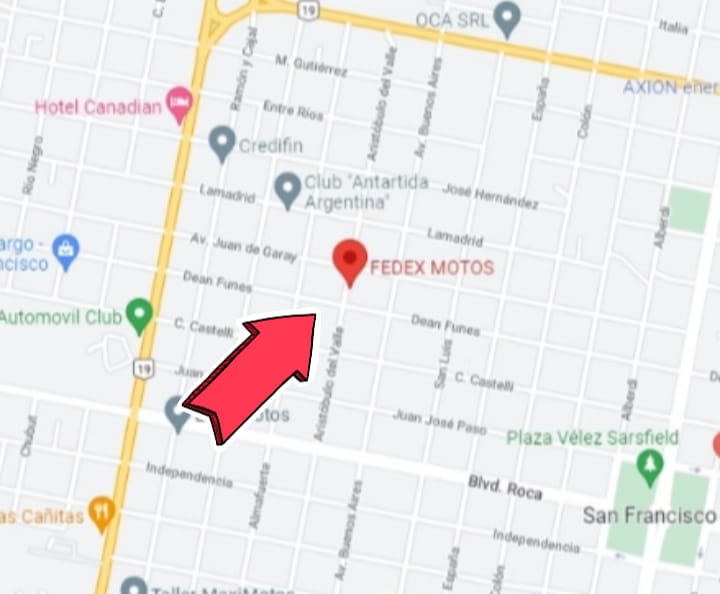 C.
19
OCA SRL
Italia
M. Gutiérrez
Ramón y Cajal
Aristóbulo del Valle
Av. Buenos Aires
España
Colón
AXION ener
Hotel Canadian
Entre Ríos
Credifin
Río Negro
Club "Antartida
Argentina"
José Hernández
Lamadrid
Lamadrid
Alberdi
argo -
ncisco
Av. Juan de Garay
FEDEX MOTOS
Dean Funes
Automovil Club
C. Castelli
Dean Funes
Aristóbulo del Valle
San Luis
19
Juan
C. Castelli
Alberdi
D
otos
Juan José Paso
Chubut
Plaza Vélez Sarsfield
Independencia
Almafuerte
Av. Buenos Aires
Blvd. Roca
San Francisco
as Cañitas
Independencia
España
Colón
Taller MaxiMotos